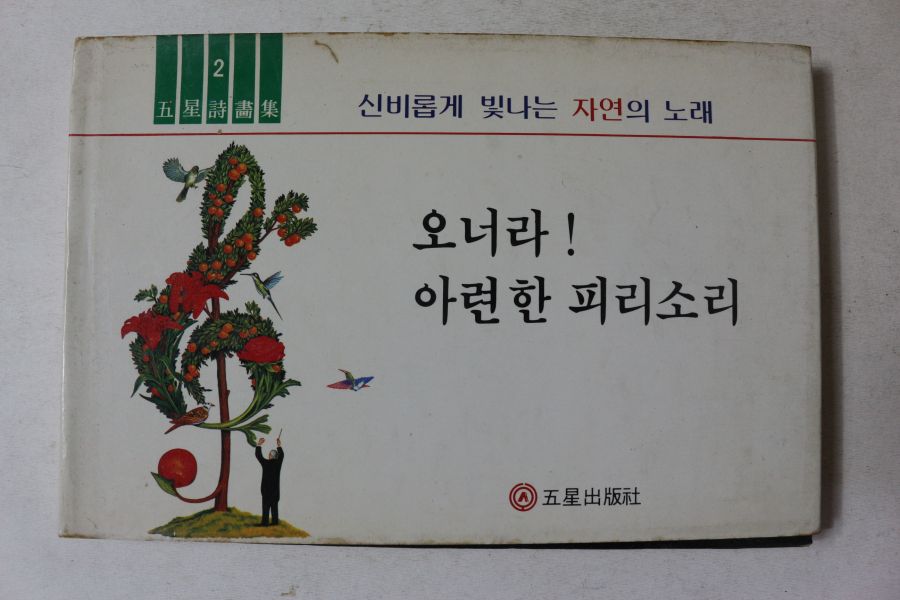 2
五星詩畵集
신비롭게 빛나는 자연의 노래
오너라!
아련한 피리소리
五星出版社